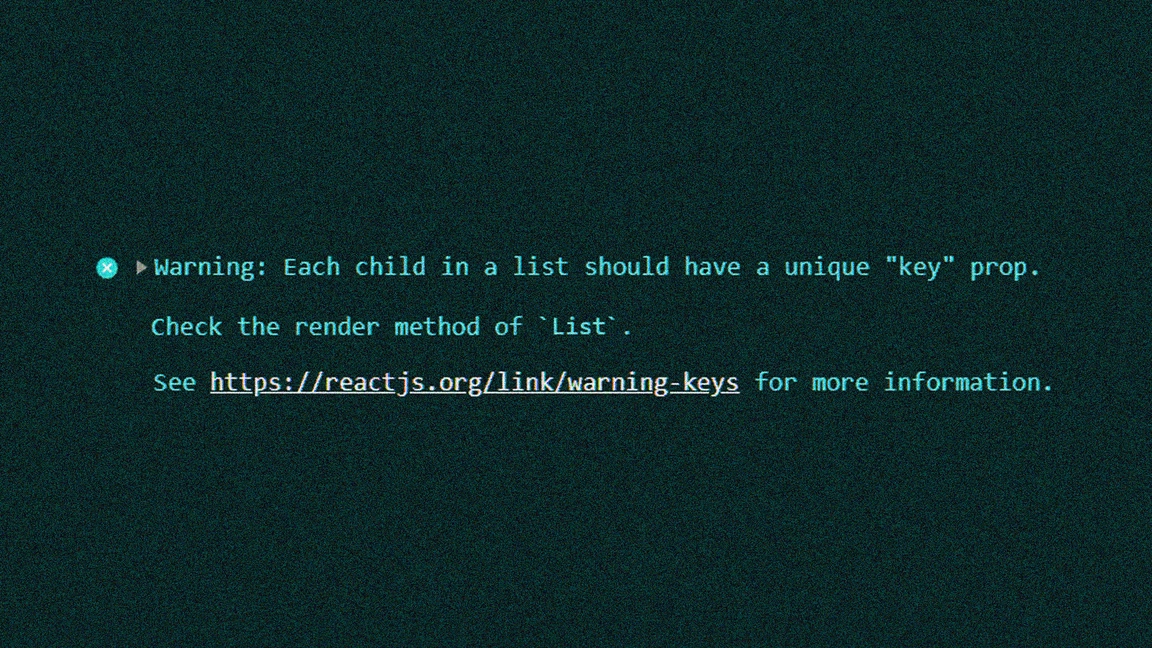 Warning: Each child in a list should have a unique "key" prop.
Check the render method of `List`.
See https://reactjs.org/link/warning-keys for more information.